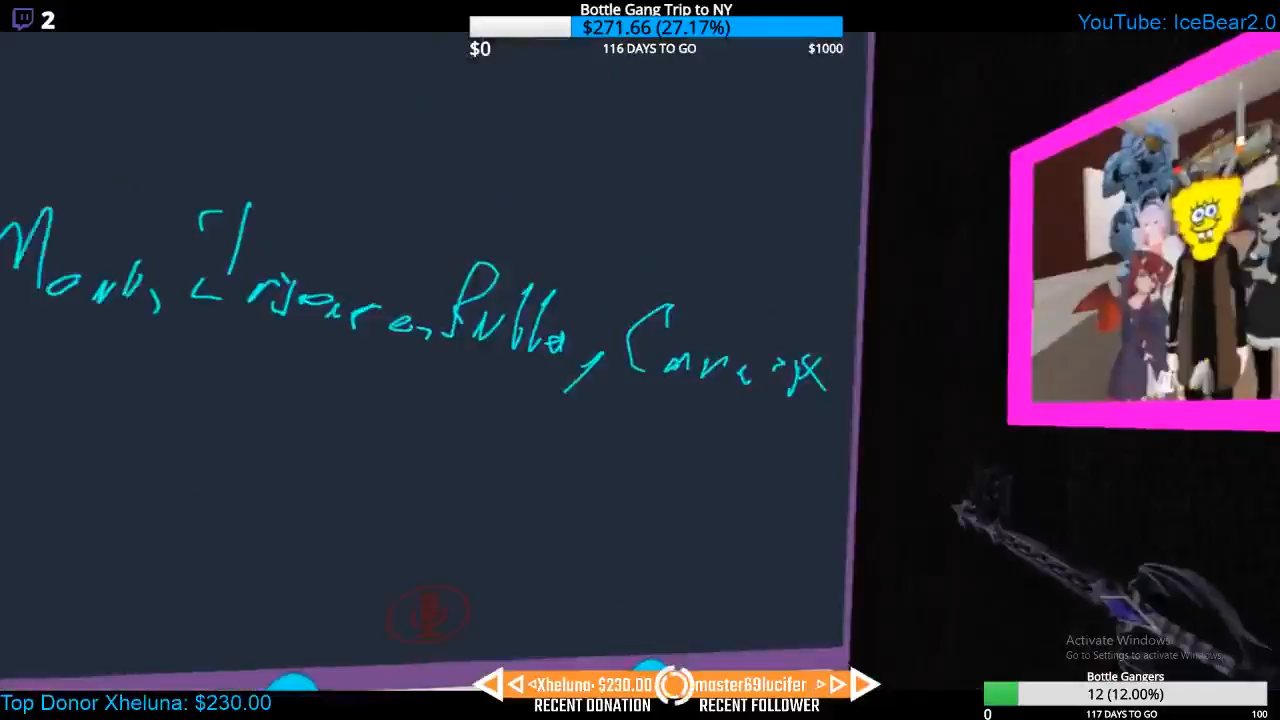 2
Bottle Gang Trip to NY
$271.66 (27.17%)
$0
116 DAYS TO GO
$1000
YouTube: IceBear2.0
Activate Windows
Go to Settings to activate Windows.
Bottle Gangers
12 (12.00%)
0
117 DAYS TO GO
100
Xheluna: $230.00
master69lucifer
RECENT DONATION
RECENT FOLLOWER
Top Donor Xheluna: $230.00